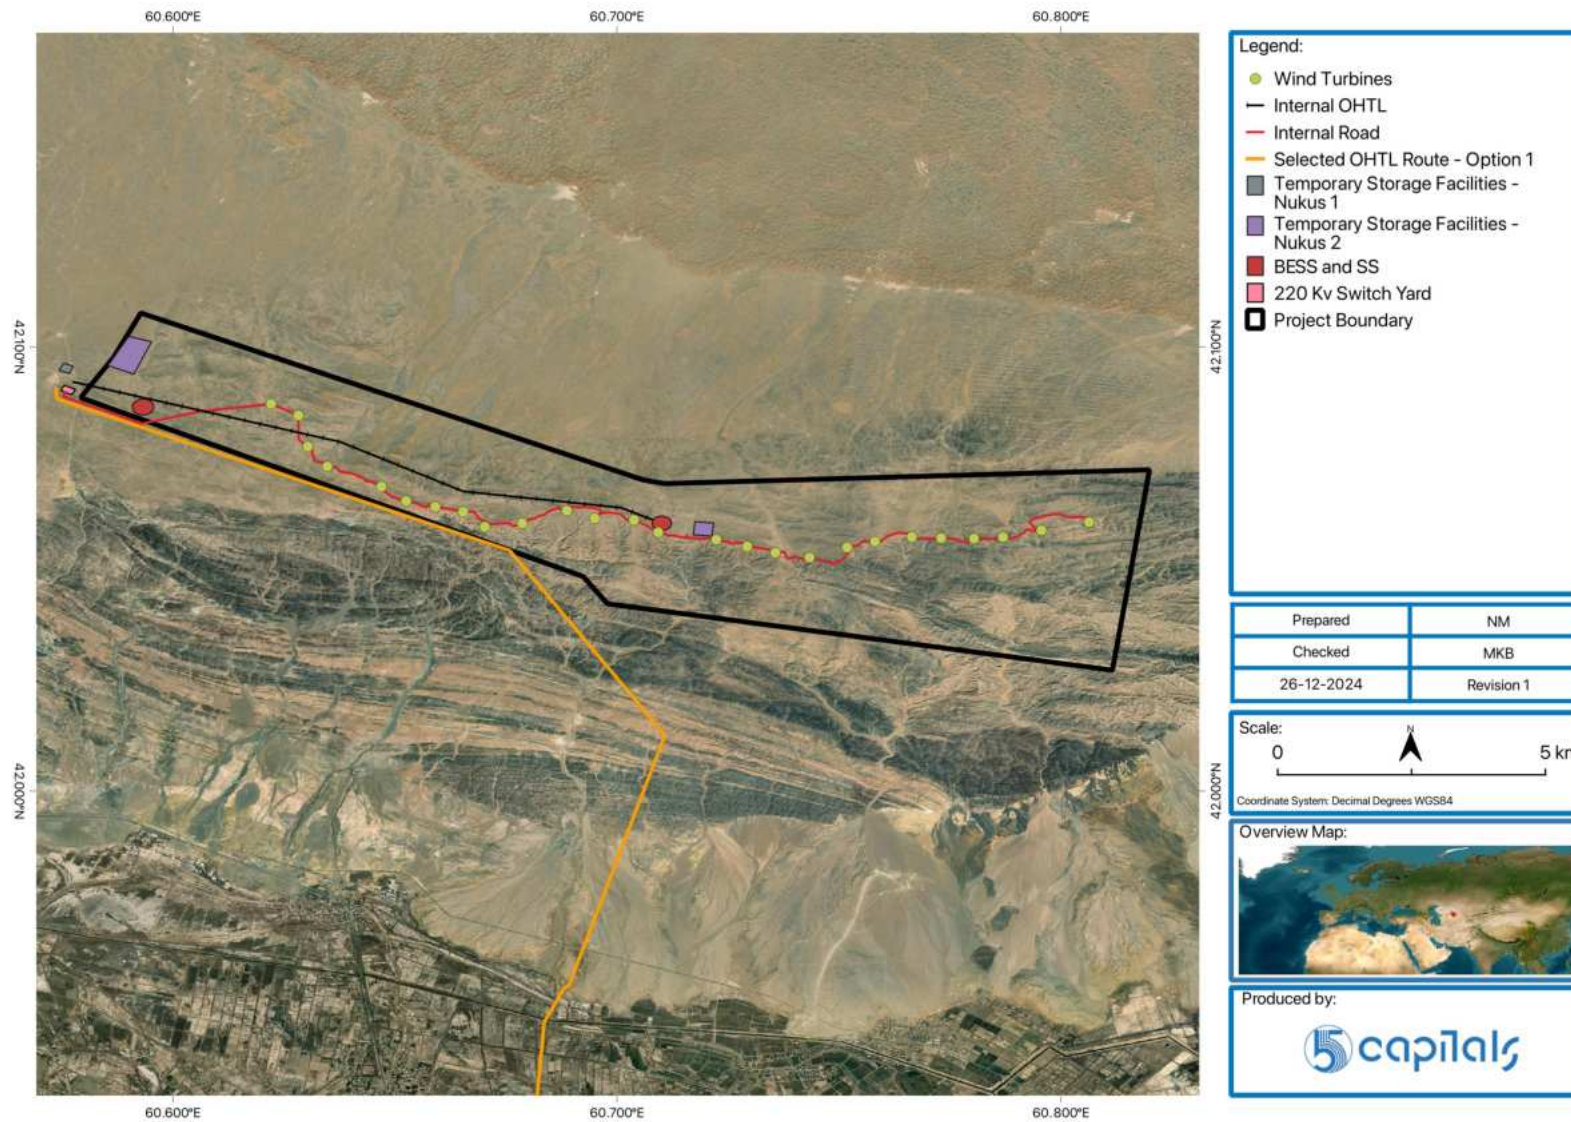 60.600°E
60.700°E
60.800°E
42.100°N
42.100°N
42.000°N
42.000°N
60.600°E
60.700°E
60.800°E
Legend:
Wind Turbines
Internal OHTL
Internal Road
Selected OHTL Route - Option 1
Temporary Storage Facilities -
Nukus 1
Temporary Storage Facilities -
Nukus 2
BESS and SS
220 Kv Switch Yard
Project Boundary
Prepared NM
Checked MKB
26-12-2024 Revision 1
Scale:
N
0 5 km
Coordinate System: Decimal Degrees WGS84
Overview Map:
Produced by:
5 capitals